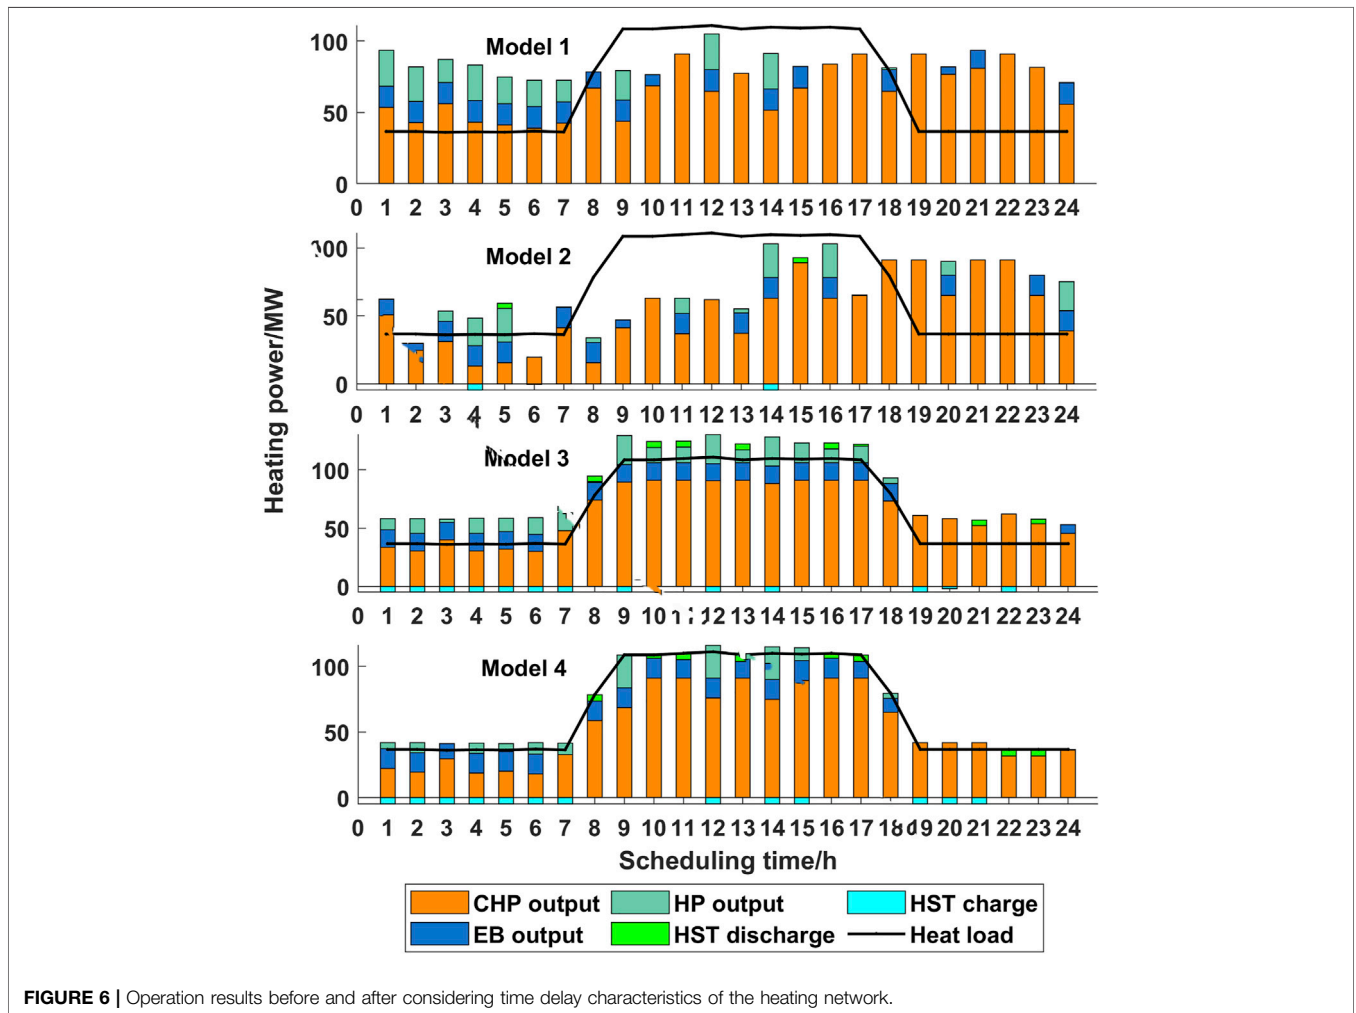 Heating power/MW
Model 1
100
50
0
0 1 2 3 4 5 6 7 8 9 10 11 12 13 14 15 16 17 18 19 20 21 22 23 24
Model 2
00
50
0
0 1 2 3 4 5 6 7 8 9 10 11 12 13 14 15 16 17 18 19 20 21 22 23 24
Model 3
100
50
0
0 1 2 3 4 5 6 7 8 9 10 12 13 14 15 16 17 18 19 20 21 22 23 24
Model 4
100
50
0
0 1 2 3 4 5 6 7 8 9 10 11 12 13 14 15 16 17 18 19 20 21 22 23 24
Scheduling time/h
CHP output HP output HST charge
EB output HST discharge Heat load
FIGURE 6 | Operation results before and after considering time delay characteristics of the heating network.